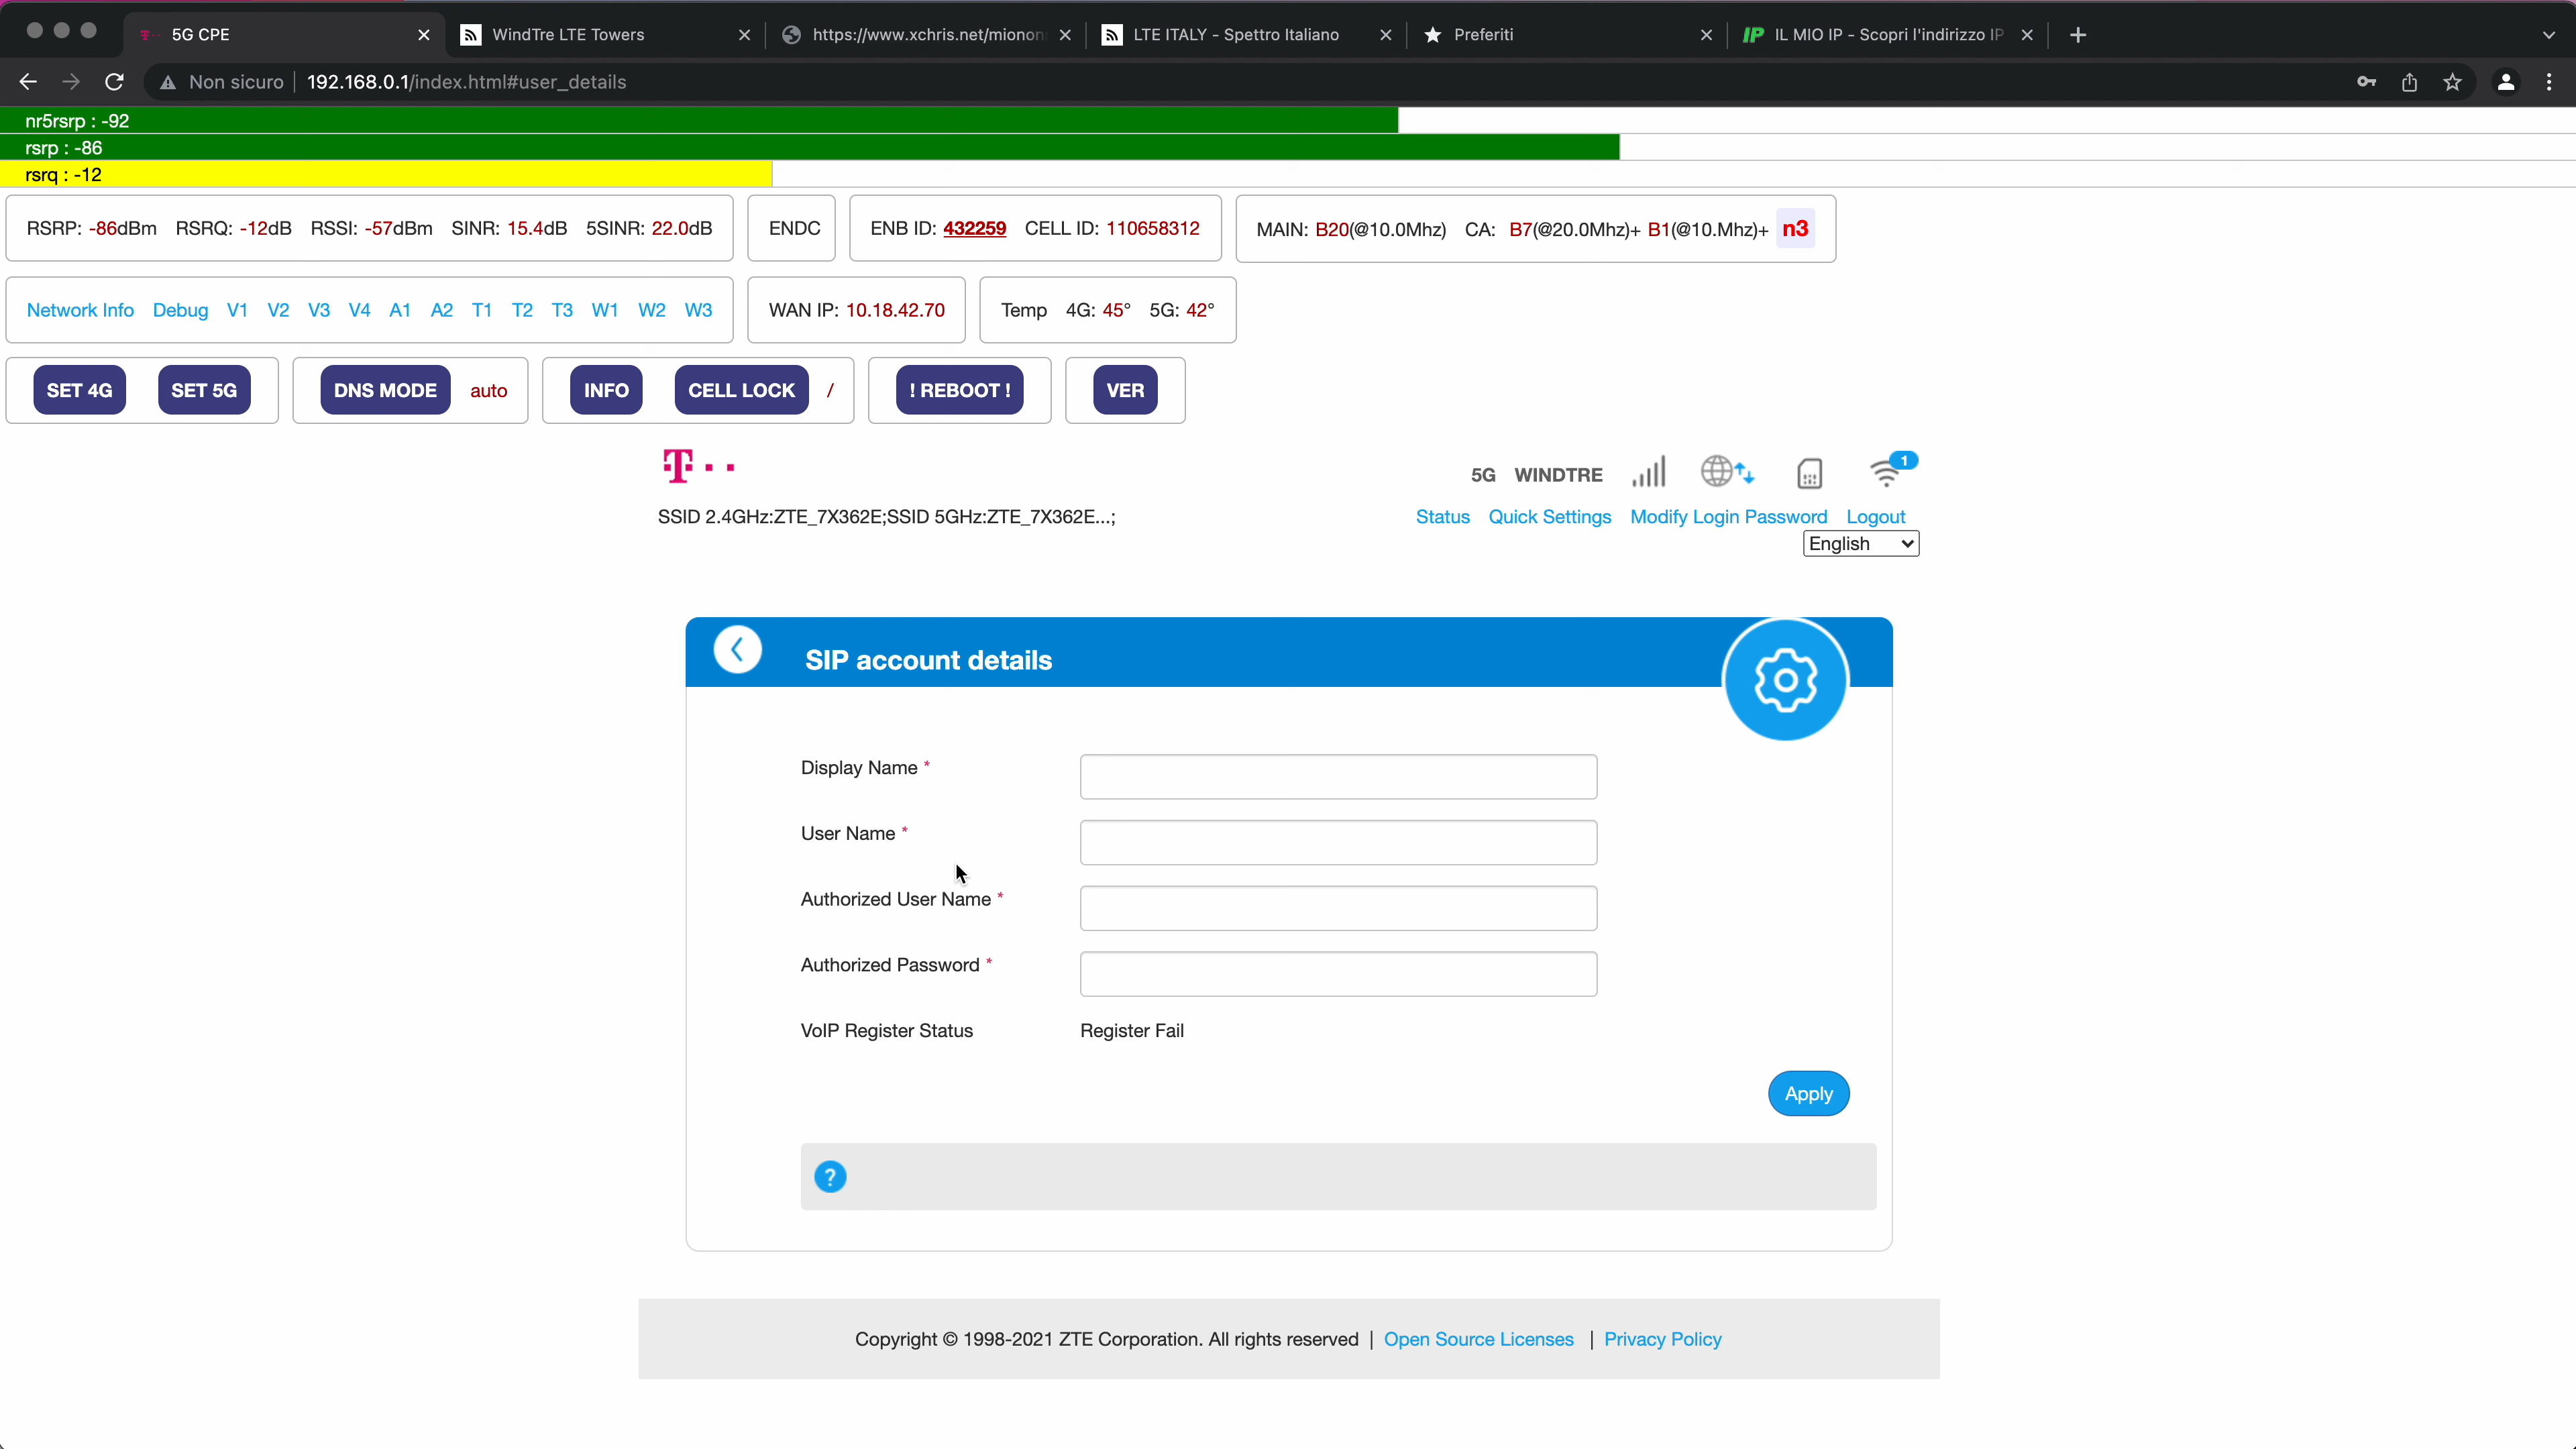 5G CPE
WindTre LTE Towers
https://www.xchris.net/mionon
LTE ITALY - Spettro Italiano
Preferiti
IP IL MIO IP - Scopri l'indirizzo IP
Non sicuro 192.168.0.1/index.html#user_details
nr5rsrp : -92
rsrp : -86
rsrq : -12
RSRP: -86dBm RSRQ: -12dB RSSI: -57dBm SINR: 15.4dB 5SINR: 22.0dB
ENDC
ENB ID: 432259 CELL ID: 110658312
MAIN: B20(@10.0Mhz) CA: B7(@20.0Mhz)+ B1(@10.Mhz)+ n3
Network Info Debug V1 V2 V3 V4 A1 A2 T1 T2 T3 W1 W2 W3
WAN IP: 10.18.42.70
Temp 4G: 45° 5G: 42°
SET 4G SET 5G
DNS MODE auto
INFO CELL LOCK /
! REBOOT !
VER
T
5G WINDTRE
1
SSID 2.4GHz:ZTE_7X362E;SSID 5GHz:ZTE_7X362E...;
Status Quick Settings Modify Login Password Logout
English
SIP account details
Display Name *
User Name *
Authorized User Name *
Authorized Password *
VoIP Register Status Register Fail
Apply
?
Copyright © 1998-2021 ZTE Corporation. All rights reserved | Open Source Licenses | Privacy Policy